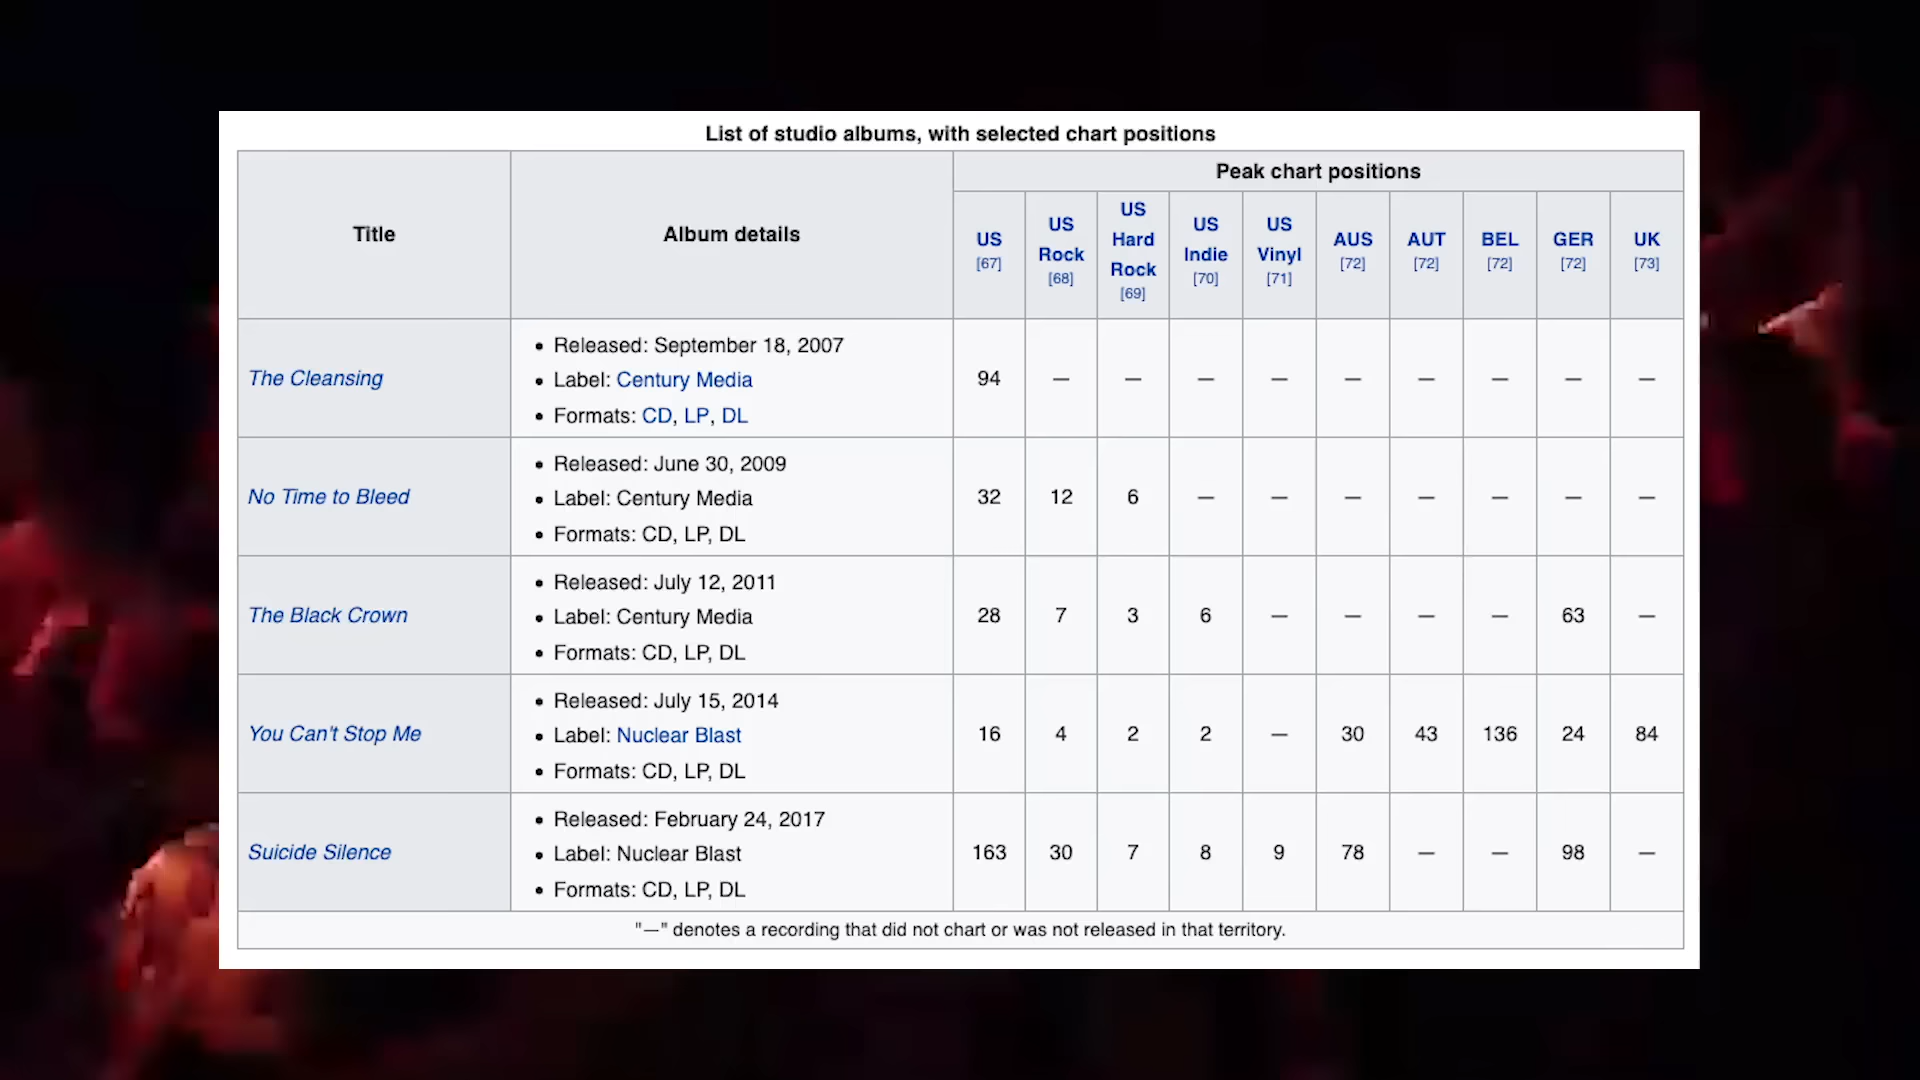 List of studio albums, with selected chart positions
Title
Album details
Peak chart positions
US
[67]
US
Rock
[68]
US
Hard
Rock
[69]
US
Indie
[70]
US
Vinyl
[71]
AUS
[72]
AUT
[72]
BEL
[72]
GER
[72]
UK
[73]
The Cleansing
• Released: September 18, 2007
• Label: Century Media
• Formats: CD, LP, DL
94 — — — — — — — — —
No Time to Bleed
• Released: June 30, 2009
• Label: Century Media
• Formats: CD, LP, DL
32 12 6 — — — — — — —
The Black Crown
• Released: July 12, 2011
• Label: Century Media
• Formats: CD, LP, DL
28 7 3 6 — — — — 63 —
You Can't Stop Me
• Released: July 15, 2014
• Label: Nuclear Blast
• Formats: CD, LP, DL
16 4 2 2 — 30 43 136 24 84
Suicide Silence
• Released: February 24, 2017
• Label: Nuclear Blast
• Formats: CD, LP, DL
163 30 7 8 9 78 — — 98 —
"—" denotes a recording that did not chart or was not released in that territory.